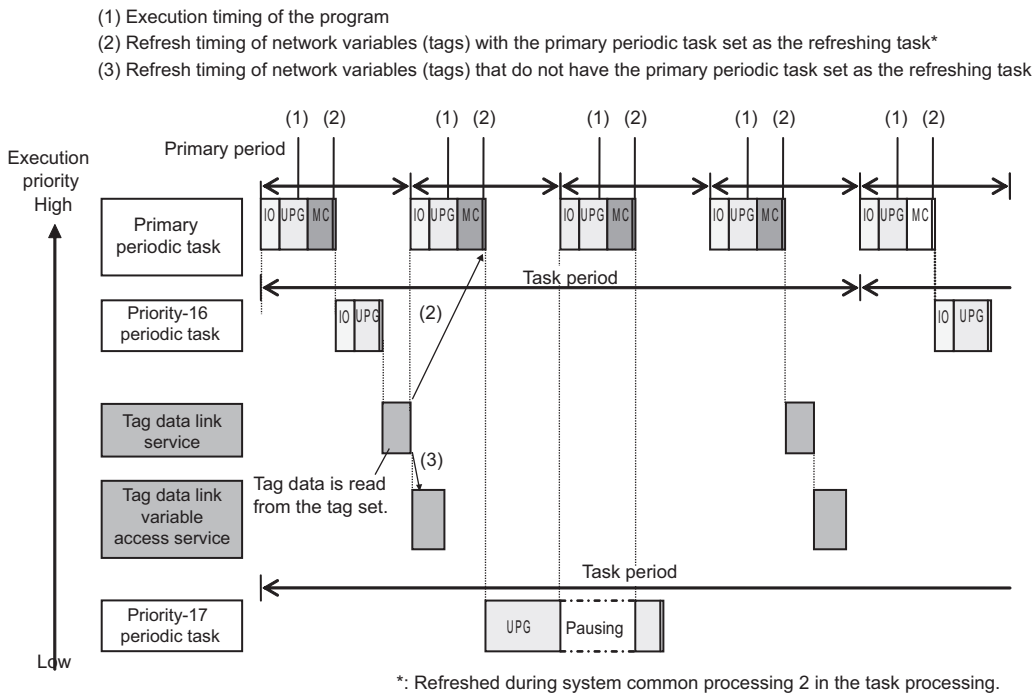 (1) Execution timing of the program
(2) Refresh timing of network variables (tags) with the primary periodic task set as the refreshing task*
(3) Refresh timing of network variables (tags) that do not have the primary periodic task set as the refreshing task
(1) (2) (1) (2) (1) (2) (1) (2) (1) (2)
Execution
priority
High
Primary period
Primary
periodic task
IO UPG MC IO UPG MC IO UPG MC IO UPG MC IO UPG MC
Task period
Priority-16
periodic task
IO UPG (2) IO UPG
Tag data link
service
(3)
Tag data is read
from the tag set.
Tag data link
variable
access service
Task period
Priority-17
periodic task
UPG Pausing
Low
*: Refreshed during system common processing 2 in the task processing.